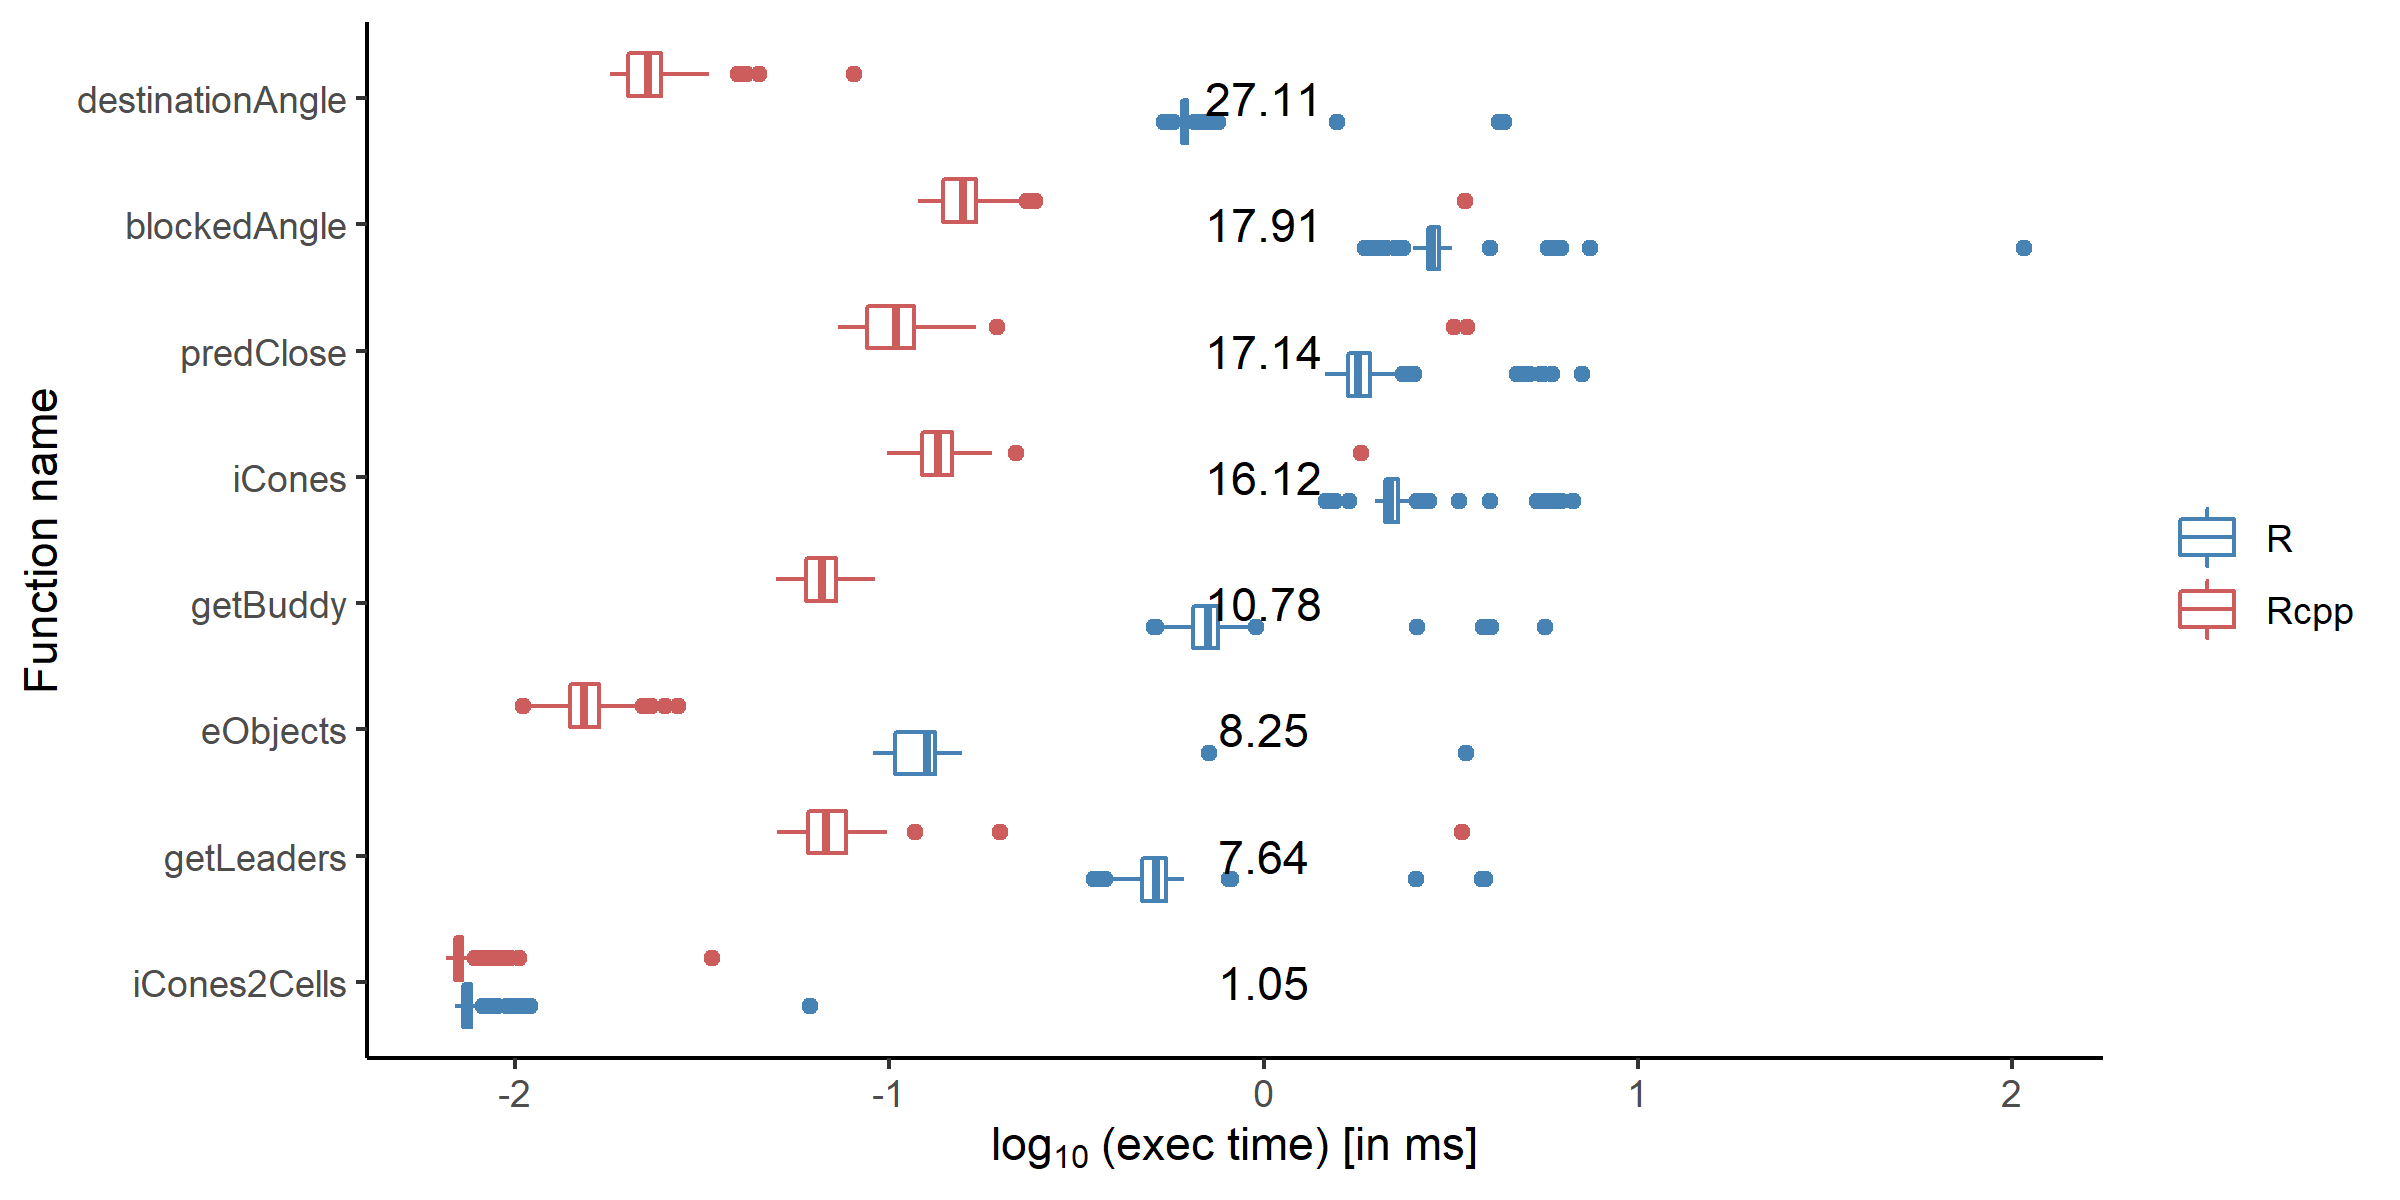 destinationAngle
27.11
blockedAngle
17.91
predClose
17.14
iCones
16.12
getBuddy
10.78
eObjects
8.25
getLeaders
7.64
iCones2Cells
1.05
Function name
-2
-1
0
1
2
log10 (exec time) [in ms]
R
Rcpp